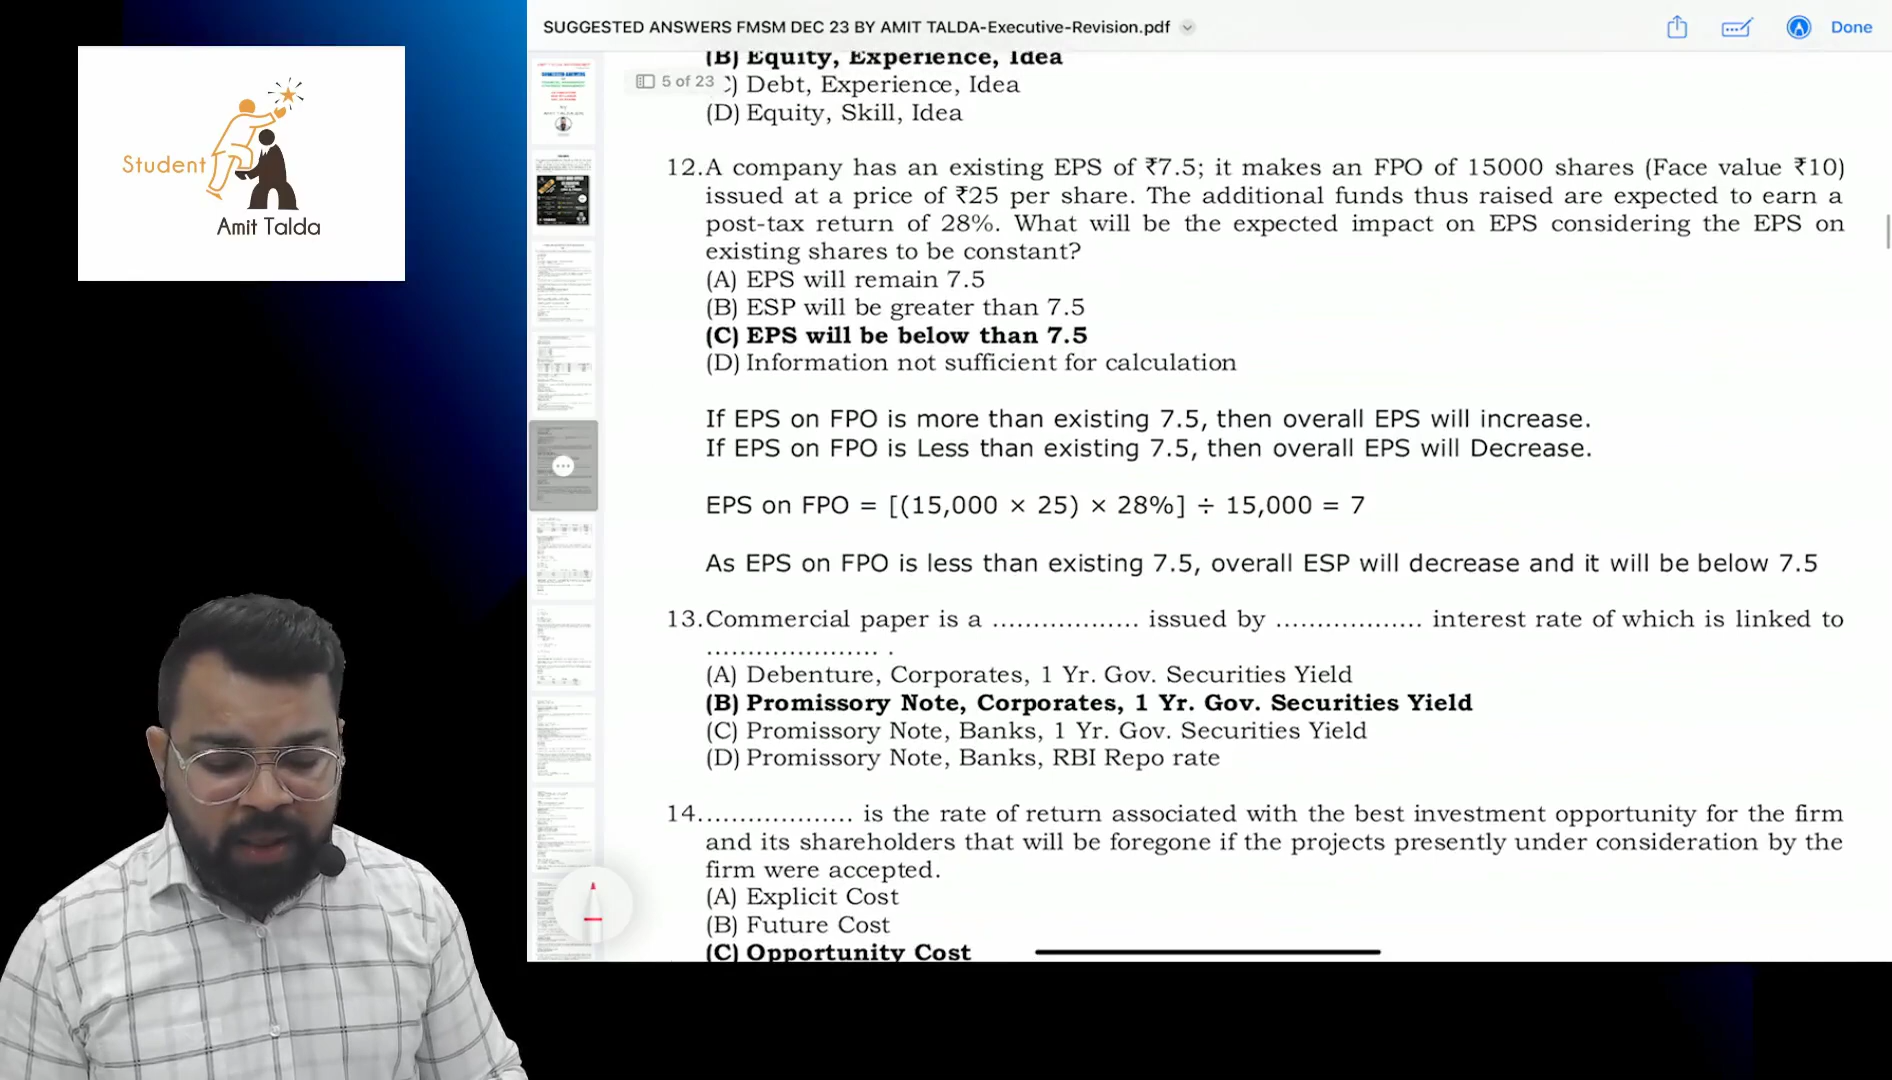 Student
Amit Talda
SUGGESTED ANSWERS FMSM DEC 23 BY AMIT TALDA-Executive-Revision.pdf
Done
5 of 23
(B) Equity, Experience, Idea
C) Debt, Experience, Idea
(D) Equity, Skill, Idea
12. A company has an existing EPS of ₹7.5; it makes an FPO of 15000 shares (Face value ₹10)
issued at a price of ₹25 per share. The additional funds thus raised are expected to earn a
post-tax return of 28%. What will be the expected impact on EPS considering the EPS on
existing shares to be constant?
(A) EPS will remain 7.5
(B) ESP will be greater than 7.5
(C) EPS will be below than 7.5
(D) Information not sufficient for calculation
If EPS on FPO is more than existing 7.5, then overall EPS will increase.
If EPS on FPO is Less than existing 7.5, then overall EPS will Decrease.
EPS on FPO = [(15,000 × 25) × 28%] ÷ 15,000 = 7
As EPS on FPO is less than existing 7.5, overall ESP will decrease and it will be below 7.5
13. Commercial paper is a .................. issued by .................. interest rate of which is linked to
..................... .
(A) Debenture, Corporates, 1 Yr. Gov. Securities Yield
(B) Promissory Note, Corporates, 1 Yr. Gov. Securities Yield
(C) Promissory Note, Banks, 1 Yr. Gov. Securities Yield
(D) Promissory Note, Banks, RBI Repo rate
14. .................. is the rate of return associated with the best investment opportunity for the firm
and its shareholders that will be foregone if the projects presently under consideration by the
firm were accepted.
(A) Explicit Cost
(B) Future Cost
(C) Opportunity Cost